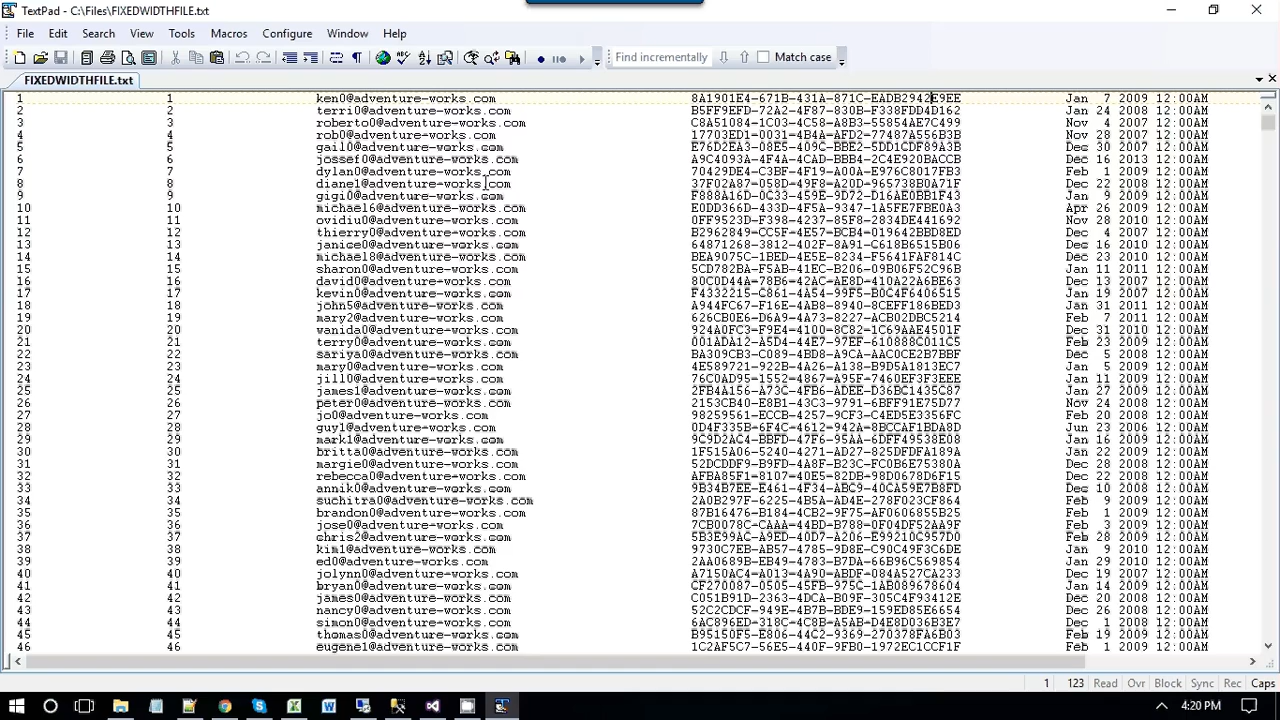 TextPad - C:\Files\FIXEDWIDTHFILE.txt
File Edit Search View Tools Macros Configure Window Help
Find incrementally Match case
FIXEDWIDTHFILE.txt
1 1 ken0@adventure-works.com 8A1901E4-671B-431A-871C-EADB2942E9EE Jan 7 2009 12:00AM
2 2 terri0@adventure-works.com B5FF9EFD-72A2-4F87-830B-F338FDD4D162 Jan 24 2008 12:00AM
3 3 roberto0@adventure-works.com C8A51084-1C03-4C58-A8B3-55854AE7C499 Nov 4 2007 12:00AM
4 4 rob0@adventure-works.com 17703ED1-0031-4B4A-AFD2-77487A556B3B Nov 28 2007 12:00AM
5 5 gail0@adventure-works.com E76D2EA3-08E5-409C-BBE2-5DD1CDF89A3B Dec 30 2007 12:00AM
6 6 jossef0@adventure-works.com A9C4093A-4F4A-4CAD-BBB4-2C4E920BACCB Dec 16 2013 12:00AM
7 7 dylan0@adventure-works.com 70429DE4-C3BF-4F19-A00A-E976C8017FB3 Feb 1 2009 12:00AM
8 8 diane1@adventure-works.com 37F02A87-058D-49F8-A20D-965738B0A71F Dec 22 2008 12:00AM
9 9 gigi0@adventure-works.com F888A16D-0C33-459E-9D72-D16AE0BB1F43 Jan 9 2009 12:00AM
10 10 michael6@adventure-works.com E0DD366D-433D-4F5A-9347-1A5FE7FBE0A3 Apr 26 2009 12:00AM
11 11 ovidiu0@adventure-works.com 0FF9523D-F398-4237-85F8-2834DE441692 Nov 28 2010 12:00AM
12 12 thierry0@adventure-works.com B2962849-CC5F-4E57-BCB4-019642BBD8ED Dec 4 2007 12:00AM
13 13 janice0@adventure-works.com 64871268-3812-402F-8A91-C618B6515B06 Dec 16 2010 12:00AM
14 14 michael8@adventure-works.com BEA9075C-1BED-4E5E-8234-F5641FAF814C Dec 23 2010 12:00AM
15 15 sharon0@adventure-works.com 5CD782BA-F5AB-41EC-B206-09B06F52C96B Jan 11 2011 12:00AM
16 16 david0@adventure-works.com 80C0D44A-78B6-42AC-AE8D-410A22A6BE63 Dec 13 2007 12:00AM
17 17 kevin0@adventure-works.com F4332215-C861-4A54-99F5-B0C4F6406515 Jan 19 2007 12:00AM
18 18 john5@adventure-works.com A944FC67-F16E-4AB8-8940-8CEFF186BED3 Jan 31 2011 12:00AM
19 19 mary2@adventure-works.com 626CB0E6-D6A9-4A73-8227-ACB02DBC5214 Feb 7 2011 12:00AM
20 20 wanida0@adventure-works.com 924A0FC3-F9E4-4100-8C82-1C69AAE4501F Dec 31 2010 12:00AM
21 21 terry0@adventure-works.com 001ADA12-A5D4-44E7-97EF-610888C011C5 Feb 23 2009 12:00AM
22 22 sariya0@adventure-works.com BA309CB3-C089-4BD8-A9CA-AAC0CE2B7BBF Dec 5 2008 12:00AM
23 23 mary0@adventure-works.com 4E589721-922B-4A26-A138-B9D5A1813EC7 Jan 5 2009 12:00AM
24 24 jill0@adventure-works.com 76C0AD95-1552-4867-A95F-7460EF3F3EEE Jan 11 2009 12:00AM
25 25 james1@adventure-works.com 2FB4A156-A73C-4FB6-ADEE-D36BC1435C87 Jan 27 2009 12:00AM
26 26 peter0@adventure-works.com 2153CB40-E8B1-43C3-9791-6BFF91E75D77 Nov 24 2008 12:00AM
27 27 jo0@adventure-works.com 98259561-ECCB-4257-9CF3-C4ED5E3356FC Feb 20 2008 12:00AM
28 28 guy1@adventure-works.com 0D4F335B-6F4C-4612-942A-8BCCAF1BDA8D Jun 23 2006 12:00AM
29 29 mark1@adventure-works.com 9C9D2AC4-BBFD-47F6-95AA-6DFF49538E08 Jan 16 2009 12:00AM
30 30 britta0@adventure-works.com 1F515A06-5240-4271-AD27-825DFDFA189A Jan 22 2009 12:00AM
31 31 margie0@adventure-works.com 52DCDDF9-B9FD-4A8F-B23C-FC0B6E75380A Dec 28 2008 12:00AM
32 32 rebecca0@adventure-works.com AFBA85F1-8107-40E5-82DB-98D0678D6F15 Dec 22 2008 12:00AM
33 33 annik0@adventure-works.com 9B34B7EE-E461-4F34-ABC9-40CA59E7B8FD Dec 10 2008 12:00AM
34 34 suchitra0@adventure-works.com 2A0B297F-6225-4B5A-AD4E-278F023CF864 Feb 9 2009 12:00AM
35 35 brandon0@adventure-works.com 87B16467-B184-4CB2-9F75-AF0606855B25 Feb 1 2009 12:00AM
36 36 jose0@adventure-works.com 7CB0078C-CAAA-44BD-B788-0F04DF52AA9F Feb 3 2009 12:00AM
37 37 chris2@adventure-works.com 5B3E99AC-A9ED-40D7-A206-E99210C957D0 Feb 28 2009 12:00AM
38 38 kim1@adventure-works.com 9730C7EB-AB57-4785-9D8E-C90C49F3C6DE Jan 9 2010 12:00AM
39 39 ed0@adventure-works.com 2AA0689B-EB49-4783-B7DA-66B96C569854 Jan 29 2010 12:00AM
40 40 jolynn0@adventure-works.com A7150AC4-A013-4A90-ABDF-084A527CA233 Dec 19 2007 12:00AM
41 41 bryan0@adventure-works.com CF270087-0505-45FB-975C-1AB089678604 Jan 14 2009 12:00AM
42 42 james0@adventure-works.com C051B91D-2363-4DCA-B09F-305C4F93412E Dec 20 2008 12:00AM
43 43 nancy0@adventure-works.com 52C2CDCF-949E-4B7B-BDE9-159ED85E6654 Dec 26 2008 12:00AM
44 44 simon0@adventure-works.com 6AC896ED-318C-4C8B-A5AB-DAE8D036B3E7 Dec 1 2008 12:00AM
45 45 thomas0@adventure-works.com B95150F5-E806-44C2-9369-270378FA6B03 Feb 19 2009 12:00AM
46 46 eugene1@adventure-works.com 1C2AF5C7-56E5-440F-9FB0-1972EC1CCF1F Feb 1 2009 12:00AM
1 123 Read Ovr Block Sync Rec Caps
4:20 PM